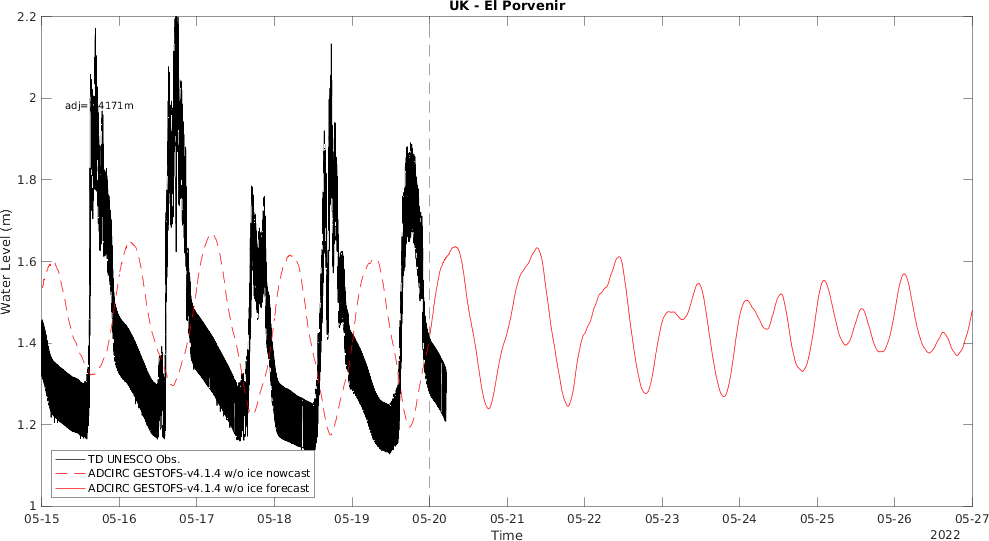 UK - El Porvenir
2.2
2
1.8
1.6
1.4
1.2
1
Water Level (m)
adj= 4171m
TD UNESCO Obs.
ADCIRC GESTOFS-v4.1.4 w/o ice nowcast
ADCIRC GESTOFS-v4.1.4 w/o ice forecast
05-15 05-16 05-17 05-18 05-19 05-20 05-21 05-22 05-23 05-24 05-25 05-26 05-27
Time
2022